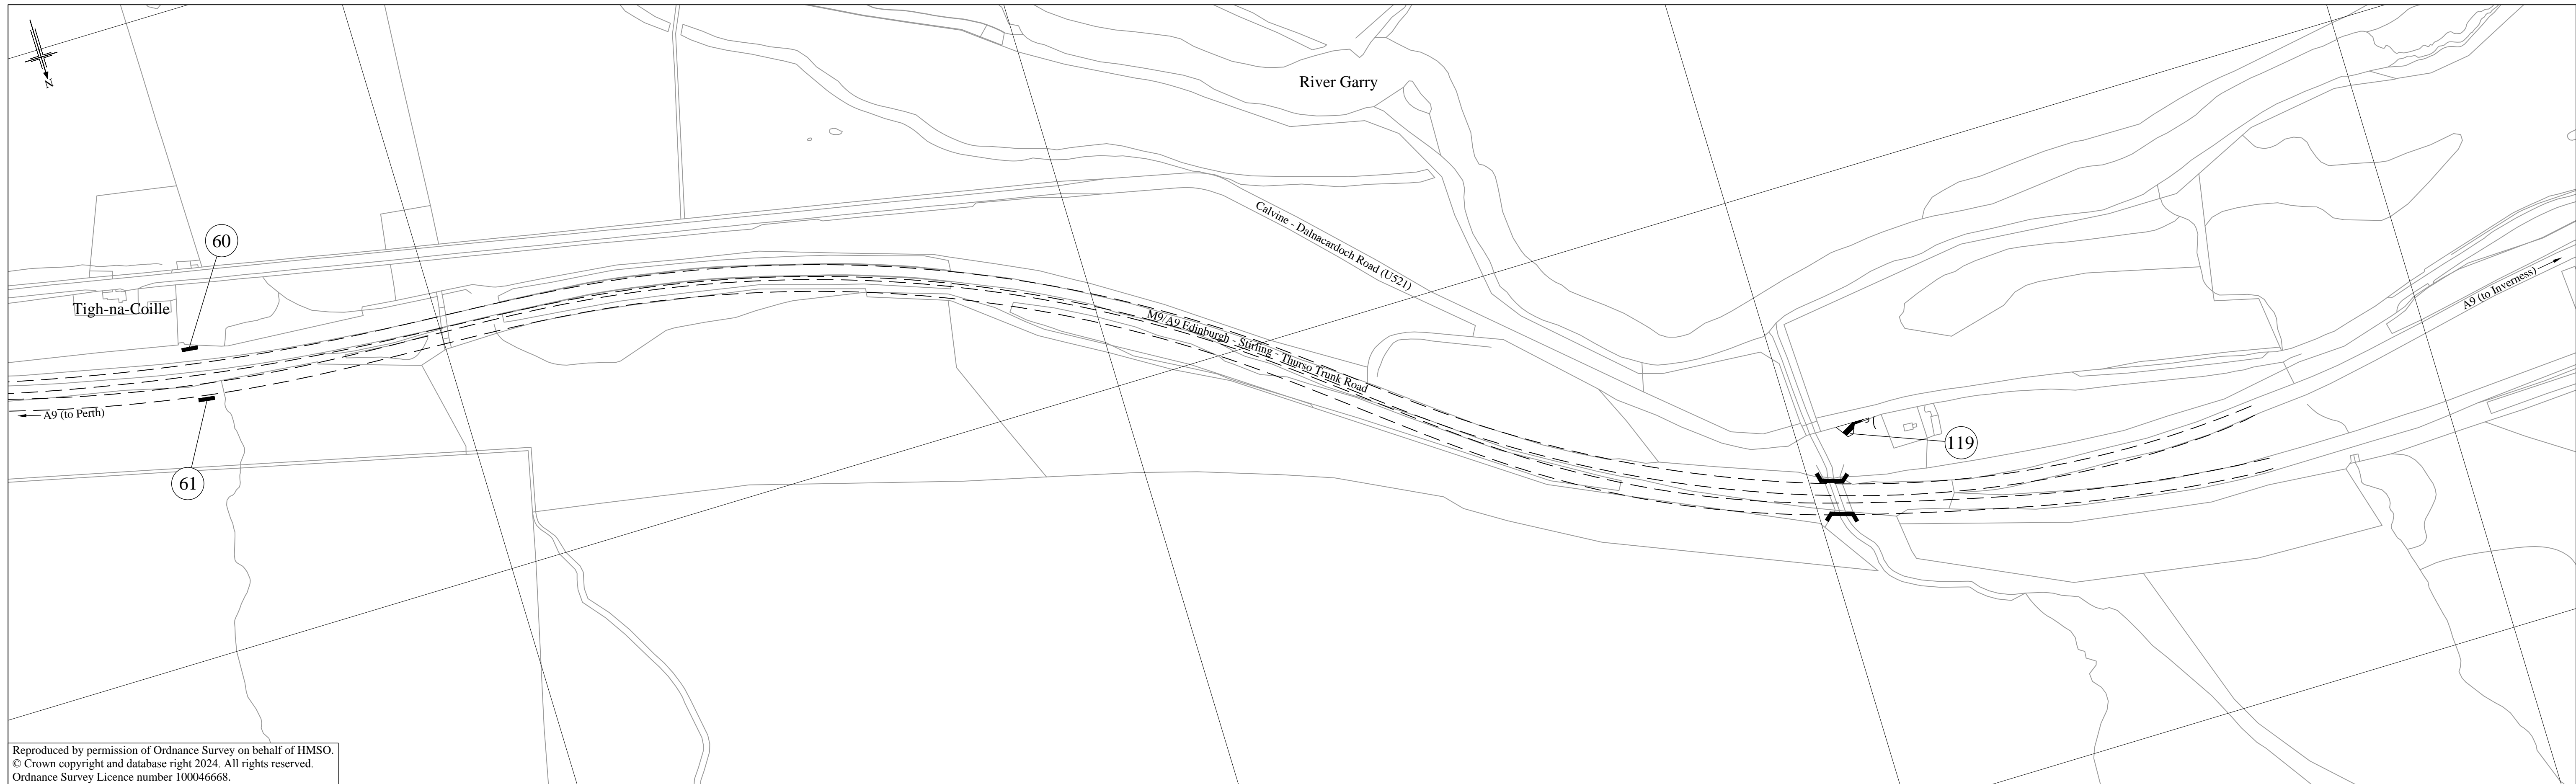 N
River Garry
60
Calvine - Dalnacardoch Road (U521)
A9 (to Inverness)
Tigh-na-Coille
M9/A9 Edinburgh - Stirling - Thurso Trunk Road
A9 (to Perth)
119
61
Reproduced by permission of Ordnance Survey on behalf of HMSO.
© Crown copyright and database right 2024. All rights reserved.
Ordnance Survey Licence number 100046668.